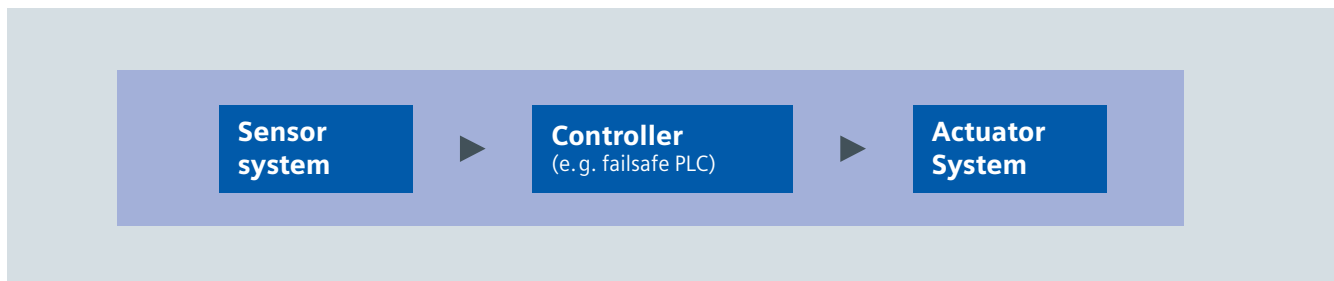 Sensor
system
Controller
(e.g. failsafe PLC)
Actuator
System